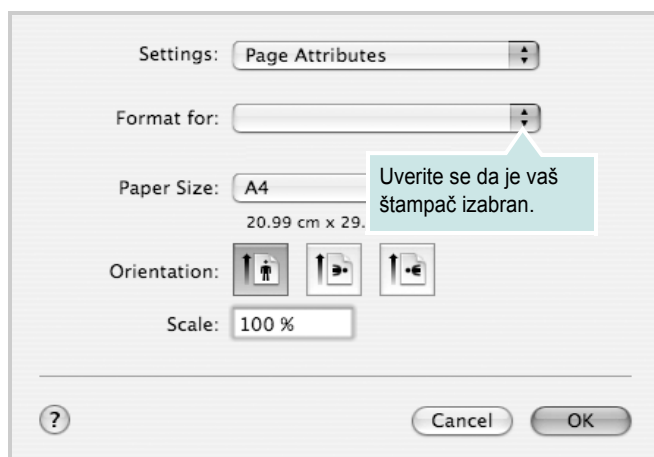 Settings: Page Attributes
Format for:
Uverite se da je vaš
štampač izabran.
Paper Size: A4
20.99 cm x 29.
Orientation:
Scale: 100 %
? Cancel OK